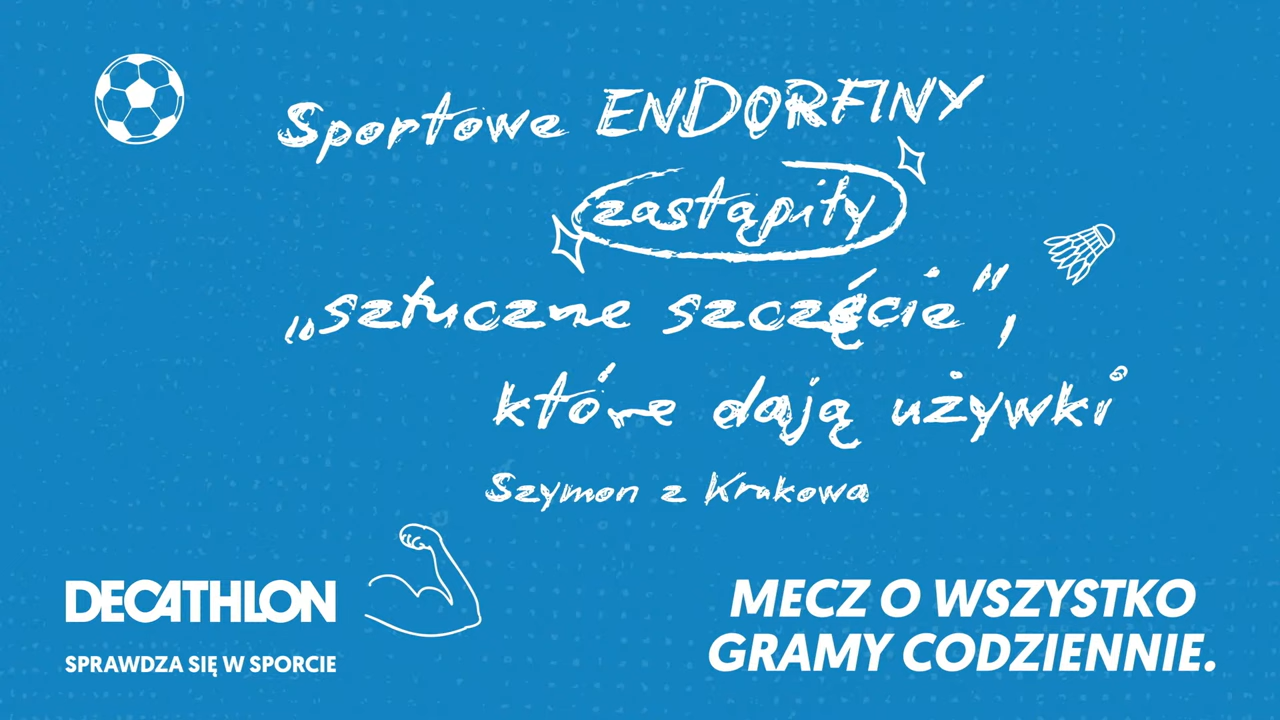 Sportowe ENDORFINY
zastąpiły
„sztuczne szczęście”,
które dają używki
Szymon z Krakowa
DECATHLON
SPRAWDZA SIĘ W SPORCIE
MECZ O WSZYSTKO
GRAMY CODZIENNIE.